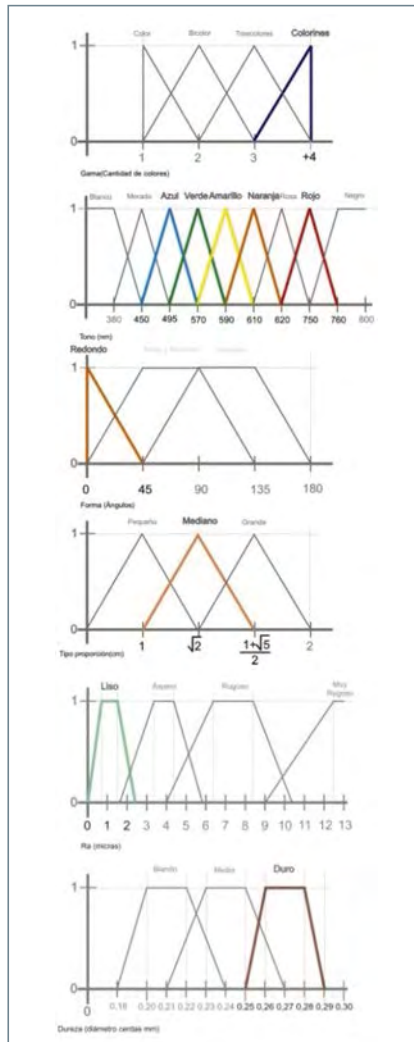 Color Bicolor Trescolores Colorines
1
0
1 2 3 +4
Gama(Cantidad de colores)
Blanco Morado Azul Verde Amarillo Naranja Rosa Rojo Negro
1
0
380 450 495 570 590 610 620 750 760 800
Tono (nm)
Redondo
1
0
0 45 90 135 180
Forma (Ángulos)
Pequeño Mediano Grande
1
0
1 √2 1+√5/2 2
Tipo proporción(cm)
Liso Áspero Rugoso Muy Rugoso
1
0
0 1 2 3 4 5 6 7 8 9 10 11 12 13
Ra (micras)
Blando Medio Duro
1
0
0 0,18 0,20 0,21 0,22 0,23 0,24 0,25 0,26 0,27 0,28 0,29 0,30
Dureza (diámetro cerdas mm)